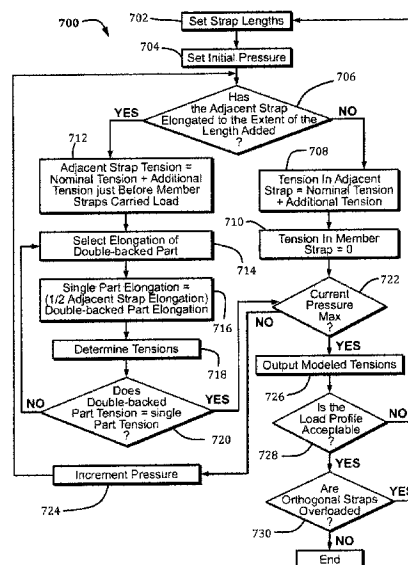 700
702
Set Strap Lengths
704
Set Initial Pressure
706
Has
the Adjacent Strap
Elongated to the Extent of the
Length Added
?
YES
NO
712
Adjacent Strap Tension =
Nominal Tension + Additional
Tension just Before Member
Straps Carried Load
708
Tension In Adjacent
Strap = Nominal Tension
+ Additional Tension
710
Tension In Member
Strap = 0
Select Elongation of
Double-backed Part
714
Single Part Elongation =
(1/2 Adjacent Strap Elongation)
Double-backed Part Elongation
716
722
Current
Pressure
Max
?
NO
YES
Determine Tensions
718
Output Modeled Tensions
726
Does
Double-backed
Part Tension = single
Part Tension
?
NO
YES
720
Is the
Load Profile
Acceptable
?
NO
728
YES
Increment Pressure
724
Are
Orthogonal Straps
Overloaded
?
YES
730
NO
End